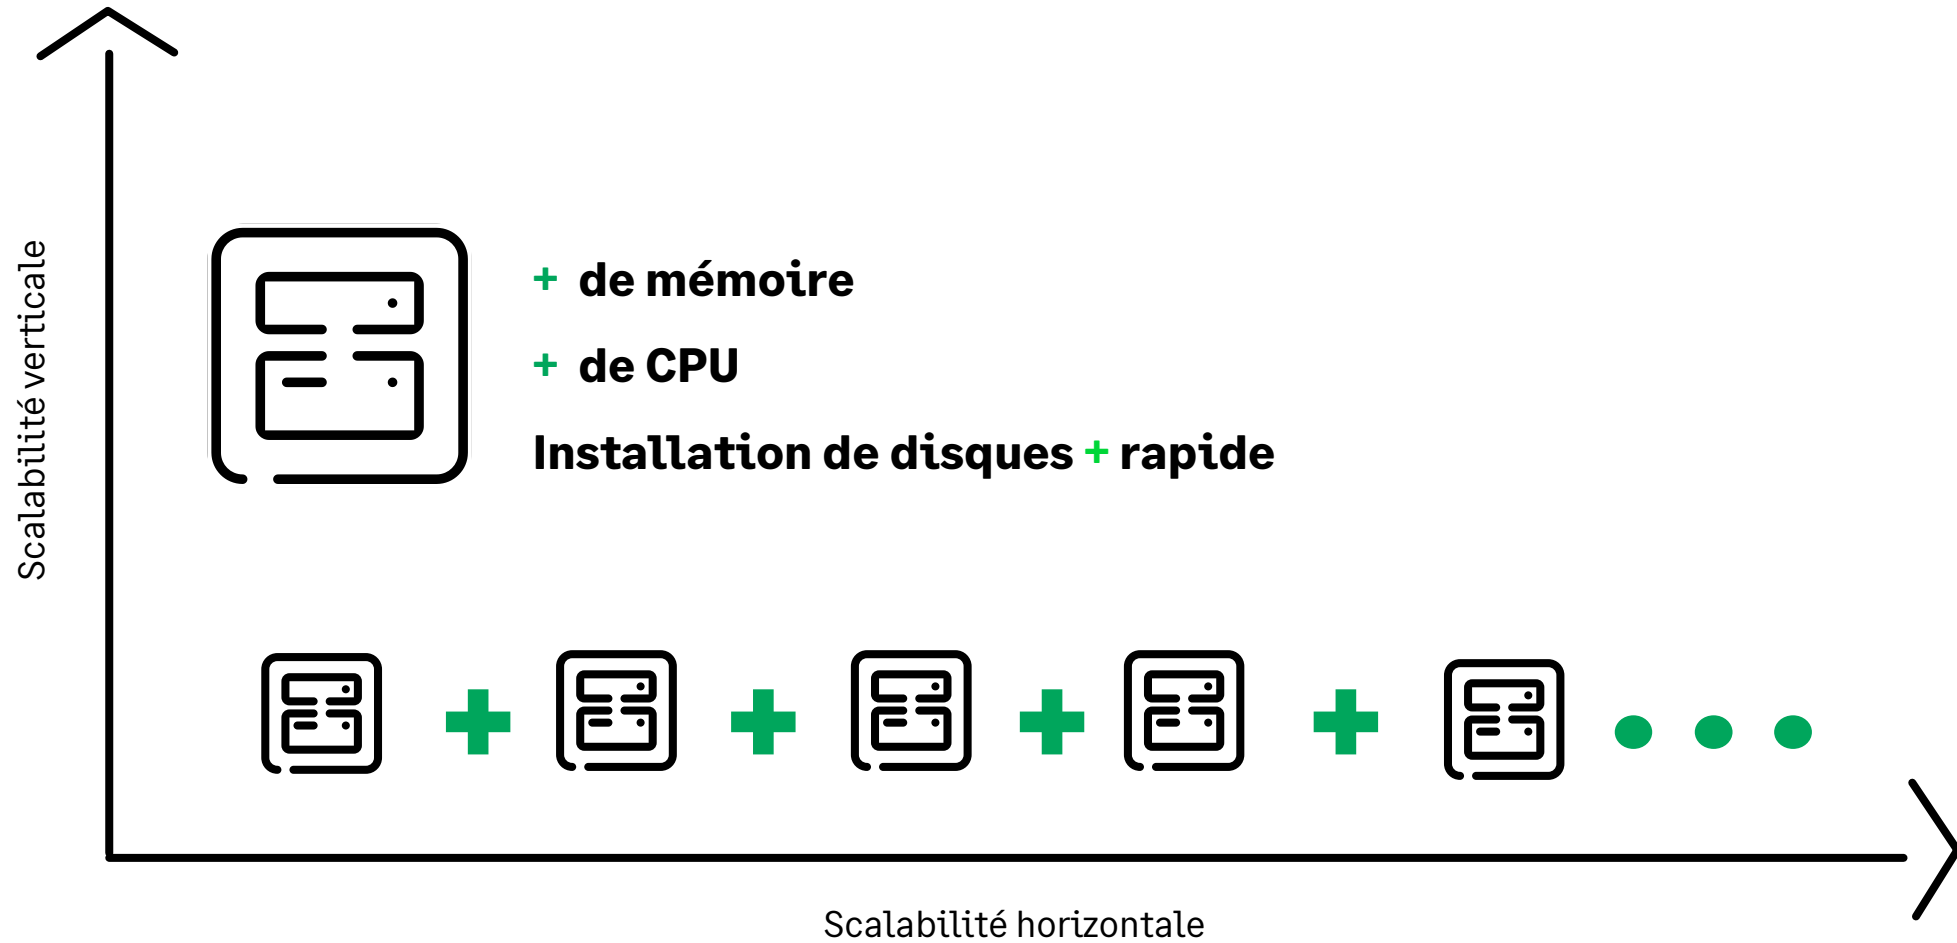 Scalabilité verticale
+ de mémoire
+ de CPU
Installation de disques + rapide
Scalabilité horizontale